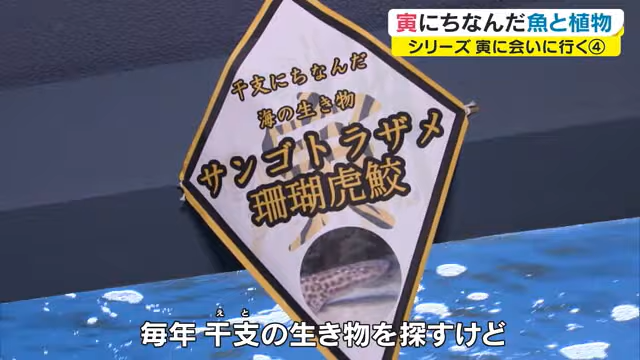 寅にちなんだ魚と植物
シリーズ 寅に会いに行く④
干支にちなんだ
海の生き物
寅
サンゴトラザメ
珊瑚虎鮫
えと
毎年 干支の生き物を探すけど